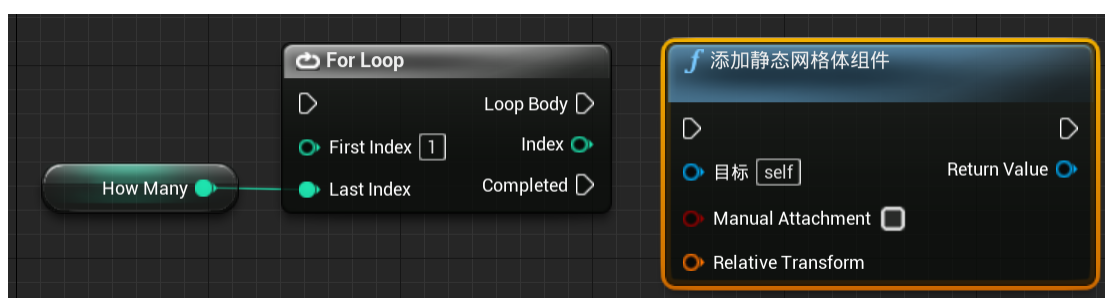 For Loop
Loop Body
First Index 1
Index
Last Index
Completed
How Many
f 添加静态网格体组件
目标 self
Return Value
Manual Attachment
Relative Transform